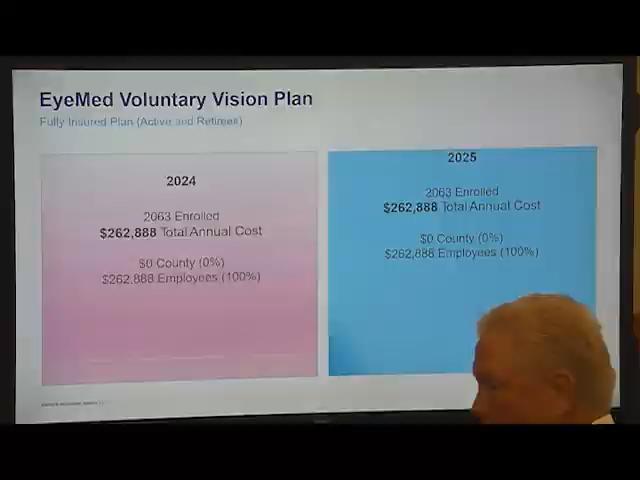 EyeMed Voluntary Vision Plan
Fully Insured Plan (Active and Retirees)
2024
2063 Enrolled
$262,888 Total Annual Cost
$0 County (0%)
$262,888 Employees (100%)
2025
2063 Enrolled
$262,888 Total Annual Cost
$0 County (0%)
$262,888 Employees (100%)